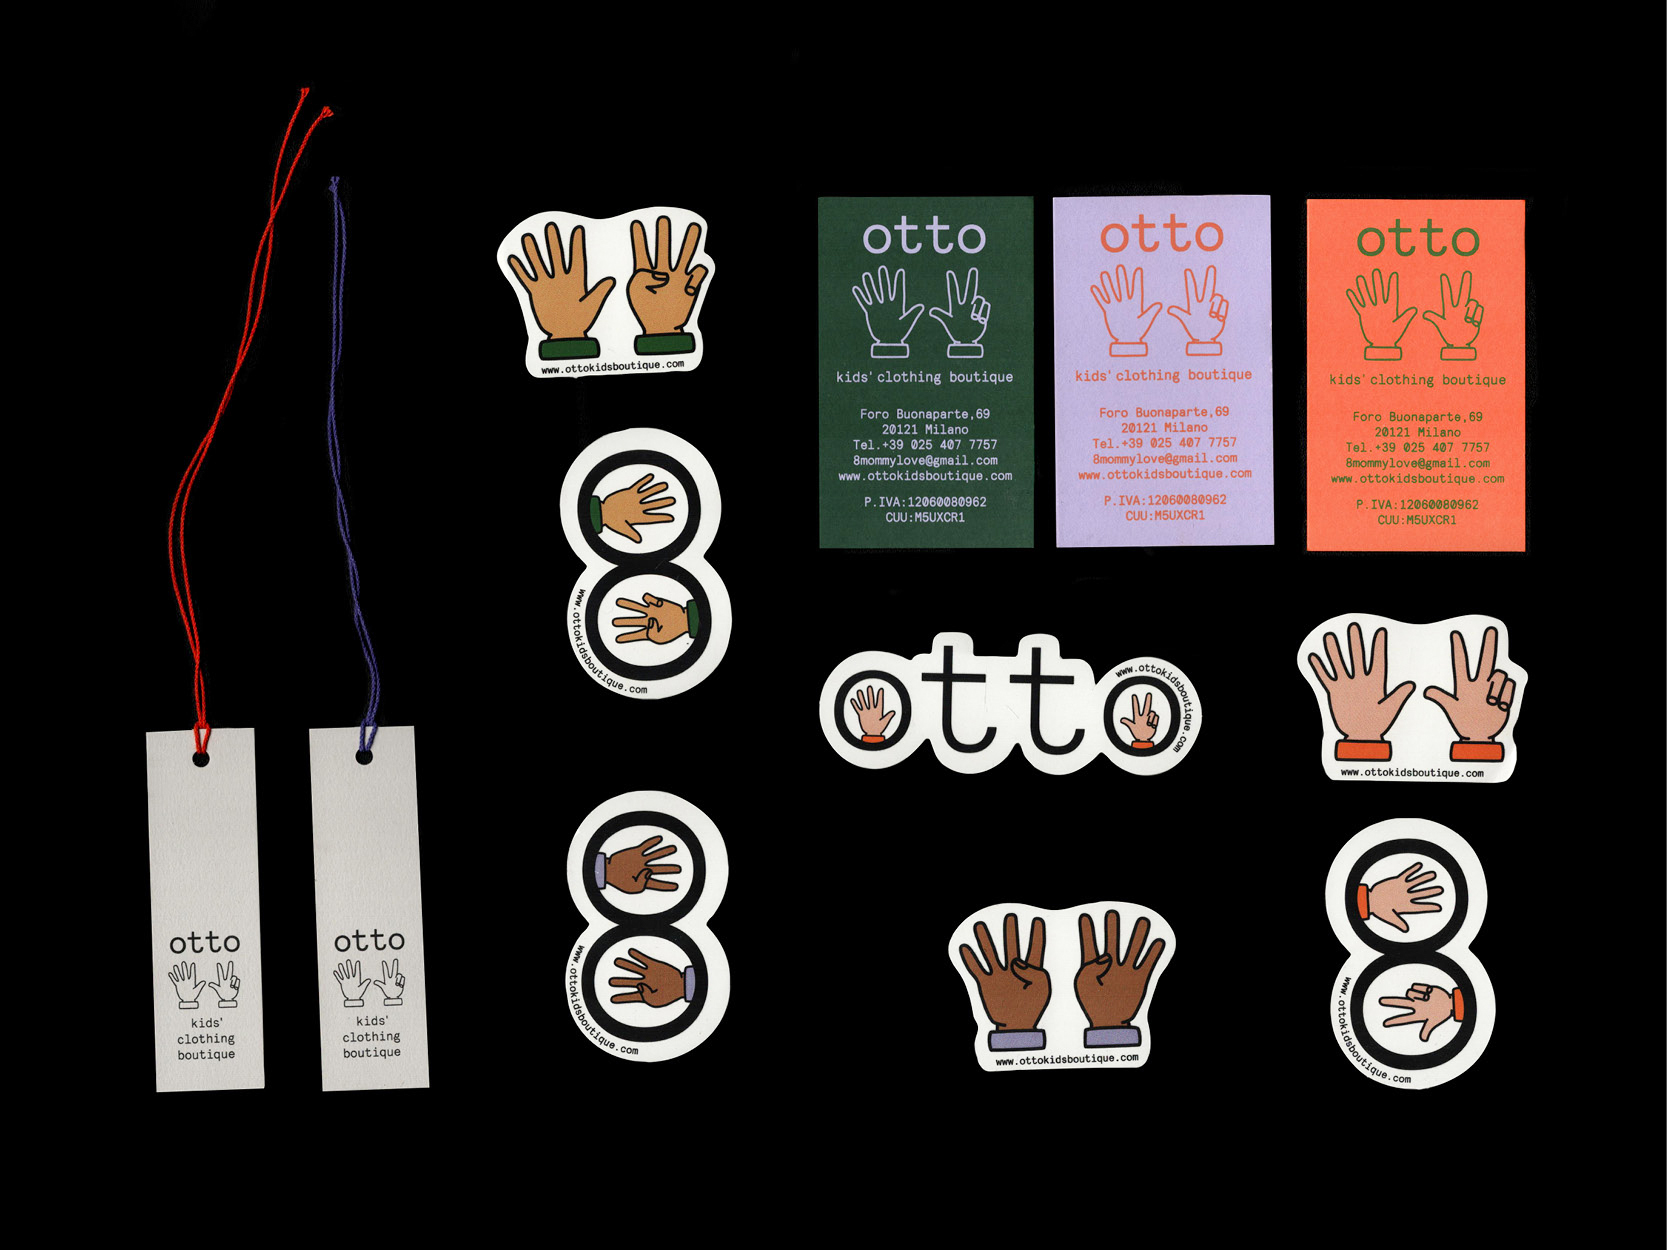 www.ottokidsboutique.com
otto
kids' clothing boutique
Foro Buonaparte,69
20121 Milano
Tel.+39 025 407 7757
8mommylove@gmail.com
www.ottokidsboutique.com
P.IVA:12060080962
CUU:M5UXCR1
otto
kids' clothing boutique
Foro Buonaparte,69
20121 Milano
Tel.+39 025 407 7757
8mommylove@gmail.com
www.ottokidsboutique.com
P.IVA:12060080962
CUU:M5UXCR1
otto
kids' clothing boutique
Foro Buonaparte,69
20121 Milano
Tel.+39 025 407 7757
8mommylove@gmail.com
www.ottokidsboutique.com
P.IVA:12060080962
CUU:M5UXCR1
www.ottokidsboutique.com
otto
www.ottokidsboutique.com
www.ottokidsboutique.com
otto
kids'
clothing
boutique
otto
kids'
clothing
boutique
www.ottokidsboutique.com
www.ottokidsboutique.com
www.ottokidsboutique.com